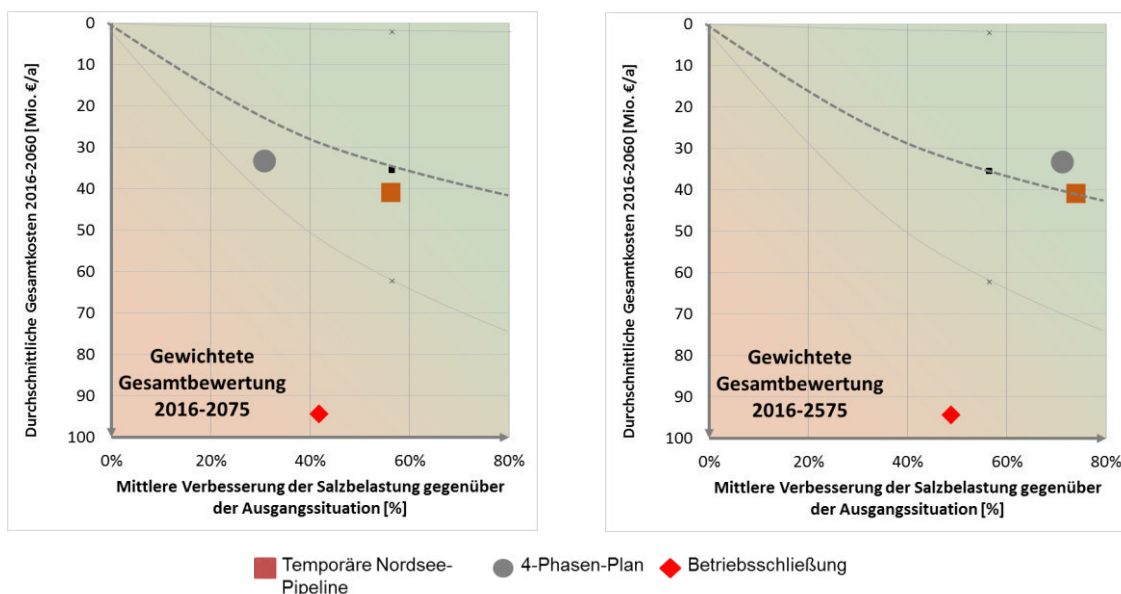 Durchschnittliche Gesamtkosten 2016-2060 [Mio. €/a]
0
10
20
30
40
50
60
70
80
90
100
Gewichtete
Gesamtbewertung
2016-2075
0%
20%
40%
60%
80%
Mittlere Verbesserung der Salzbelastung gegenüber
der Ausgangssituation [%]
Durchschnittliche Gesamtkosten 2016-2060 [Mio. €/a]
0
10
20
30
40
50
60
70
80
90
100
Gewichtete
Gesamtbewertung
2016-2575
0%
20%
40%
60%
80%
Mittlere Verbesserung der Salzbelastung gegenüber
der Ausgangssituation [%]
Temporäre Nordsee-
Pipeline
4-Phasen-Plan
Betriebsschließung